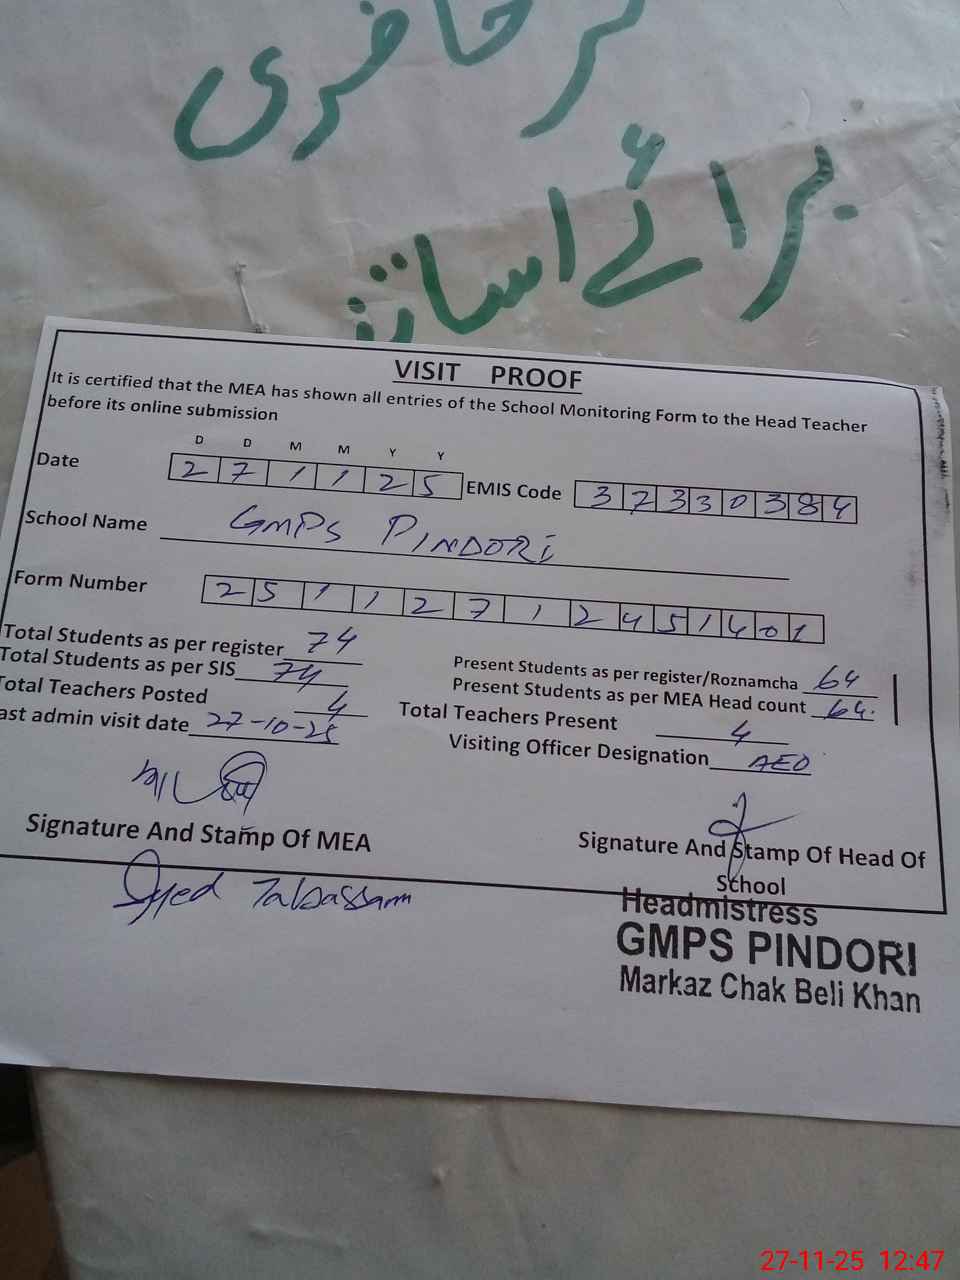 ر حاضری
برائے اساتذ
VISIT PROOF
It is certified that the MEA has shown all entries of the School Monitoring Form to the Head Teacher
before its online submission
D D M M Y Y
Date 2 7 1 1 2 5 EMIS Code 3 7 3 3 0 3 8 4
School Name GMPS PINDORI
Form Number 2 5 1 1 2 7 1 2 4 5 1 4 0 1
Total Students as per register 74
Total Students as per SIS 74
Present Students as per register/Roznamcha 64
Present Students as per MEA Head count 64.
Total Teachers Posted 4
Total Teachers Present 4
ast admin visit date 27-10-25
Visiting Officer Designation AEO
Signature And Stamp Of MEA
Signature And Stamp Of Head Of
School
Syed Tabassam
Headmistress
GMPS PINDORI
Markaz Chak Beli Khan
27-11-25 12:47